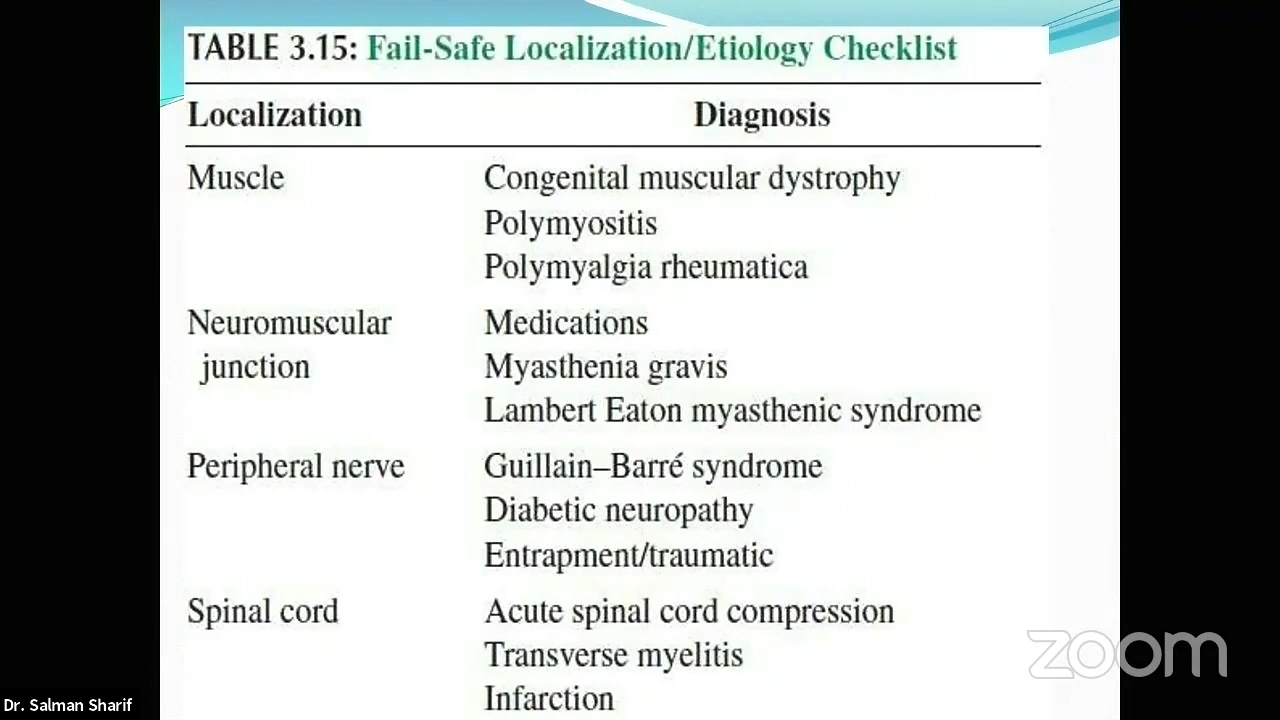 TABLE 3.15: Fail-Safe Localization/Etiology Checklist
Localization Diagnosis
Muscle Congenital muscular dystrophy
Polymyositis
Polymyalgia rheumatica
Neuromuscular Medications
junction Myasthenia gravis
Lambert Eaton myasthenic syndrome
Peripheral nerve Guillain–Barré syndrome
Diabetic neuropathy
Entrapment/traumatic
Spinal cord Acute spinal cord compression
Transverse myelitis
Infarction
zoom
Dr. Salman Sharif